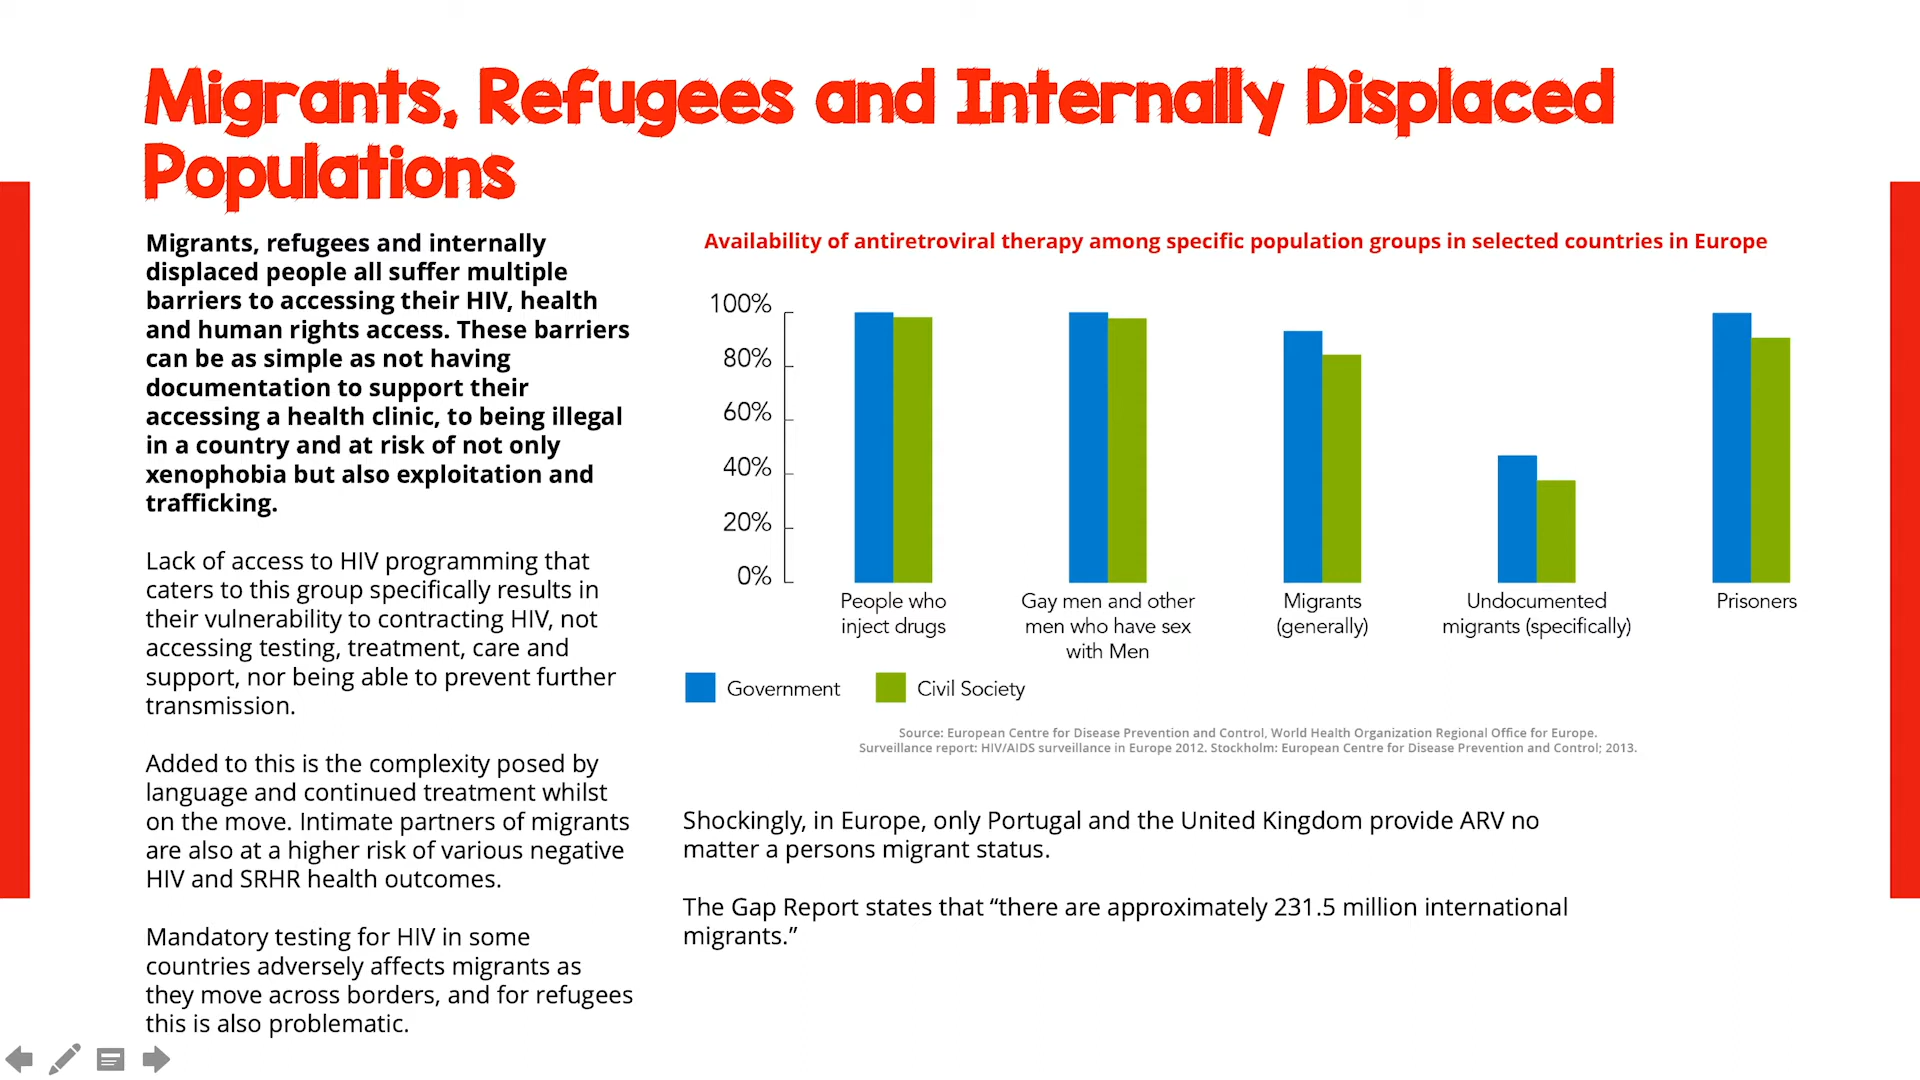 Migrants, Refugees and Internally Displaced
Populations
Migrants, refugees and internally
displaced people all suffer multiple
barriers to accessing their HIV, health
and human rights access. These barriers
can be as simple as not having
documentation to support their
accessing a health clinic, to being illegal
in a country and at risk of not only
xenophobia but also exploitation and
trafficking.
Lack of access to HIV programming that
caters to this group specifically results in
their vulnerability to contracting HIV, not
accessing testing, treatment, care and
support, nor being able to prevent further
transmission.
Added to this is the complexity posed by
language and continued treatment whilst
on the move. Intimate partners of migrants
are also at a higher risk of various negative
HIV and SRHR health outcomes.
Mandatory testing for HIV in some
countries adversely affects migrants as
they move across borders, and for refugees
this is also problematic.
Availability of antiretroviral therapy among specific population groups in selected countries in Europe
100%
80%
60%
40%
20%
0%
People who
inject drugs
Gay men and other
men who have sex
with Men
Migrants
(generally)
Undocumented
migrants (specifically)
Prisoners
Government
Civil Society
Source: European Centre for Disease Prevention and Control, World Health Organization Regional Office for Europe.
Surveillance report: HIV/AIDS surveillance in Europe 2012. Stockholm: European Centre for Disease Prevention and Control; 2013.
Shockingly, in Europe, only Portugal and the United Kingdom provide ARV no
matter a persons migrant status.
The Gap Report states that “there are approximately 231.5 million international
migrants.”